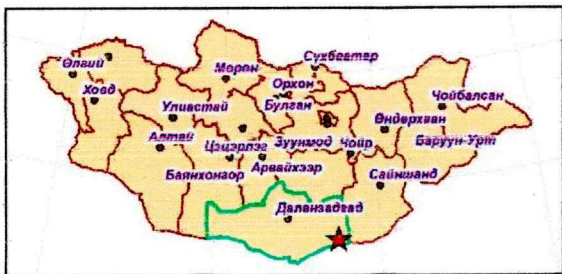 Өлгий
Ховд
Улиастай
Алтай
Мөрөн
Булган
Орхон
Сүхбаатар
Цэцэрлэг
Баянхонгор
Арвайхээр
Зуунмод
Чойр
Өндөрхаан
Чойбалсан
Баруун-Урт
Сайншанд
Даланзадгад